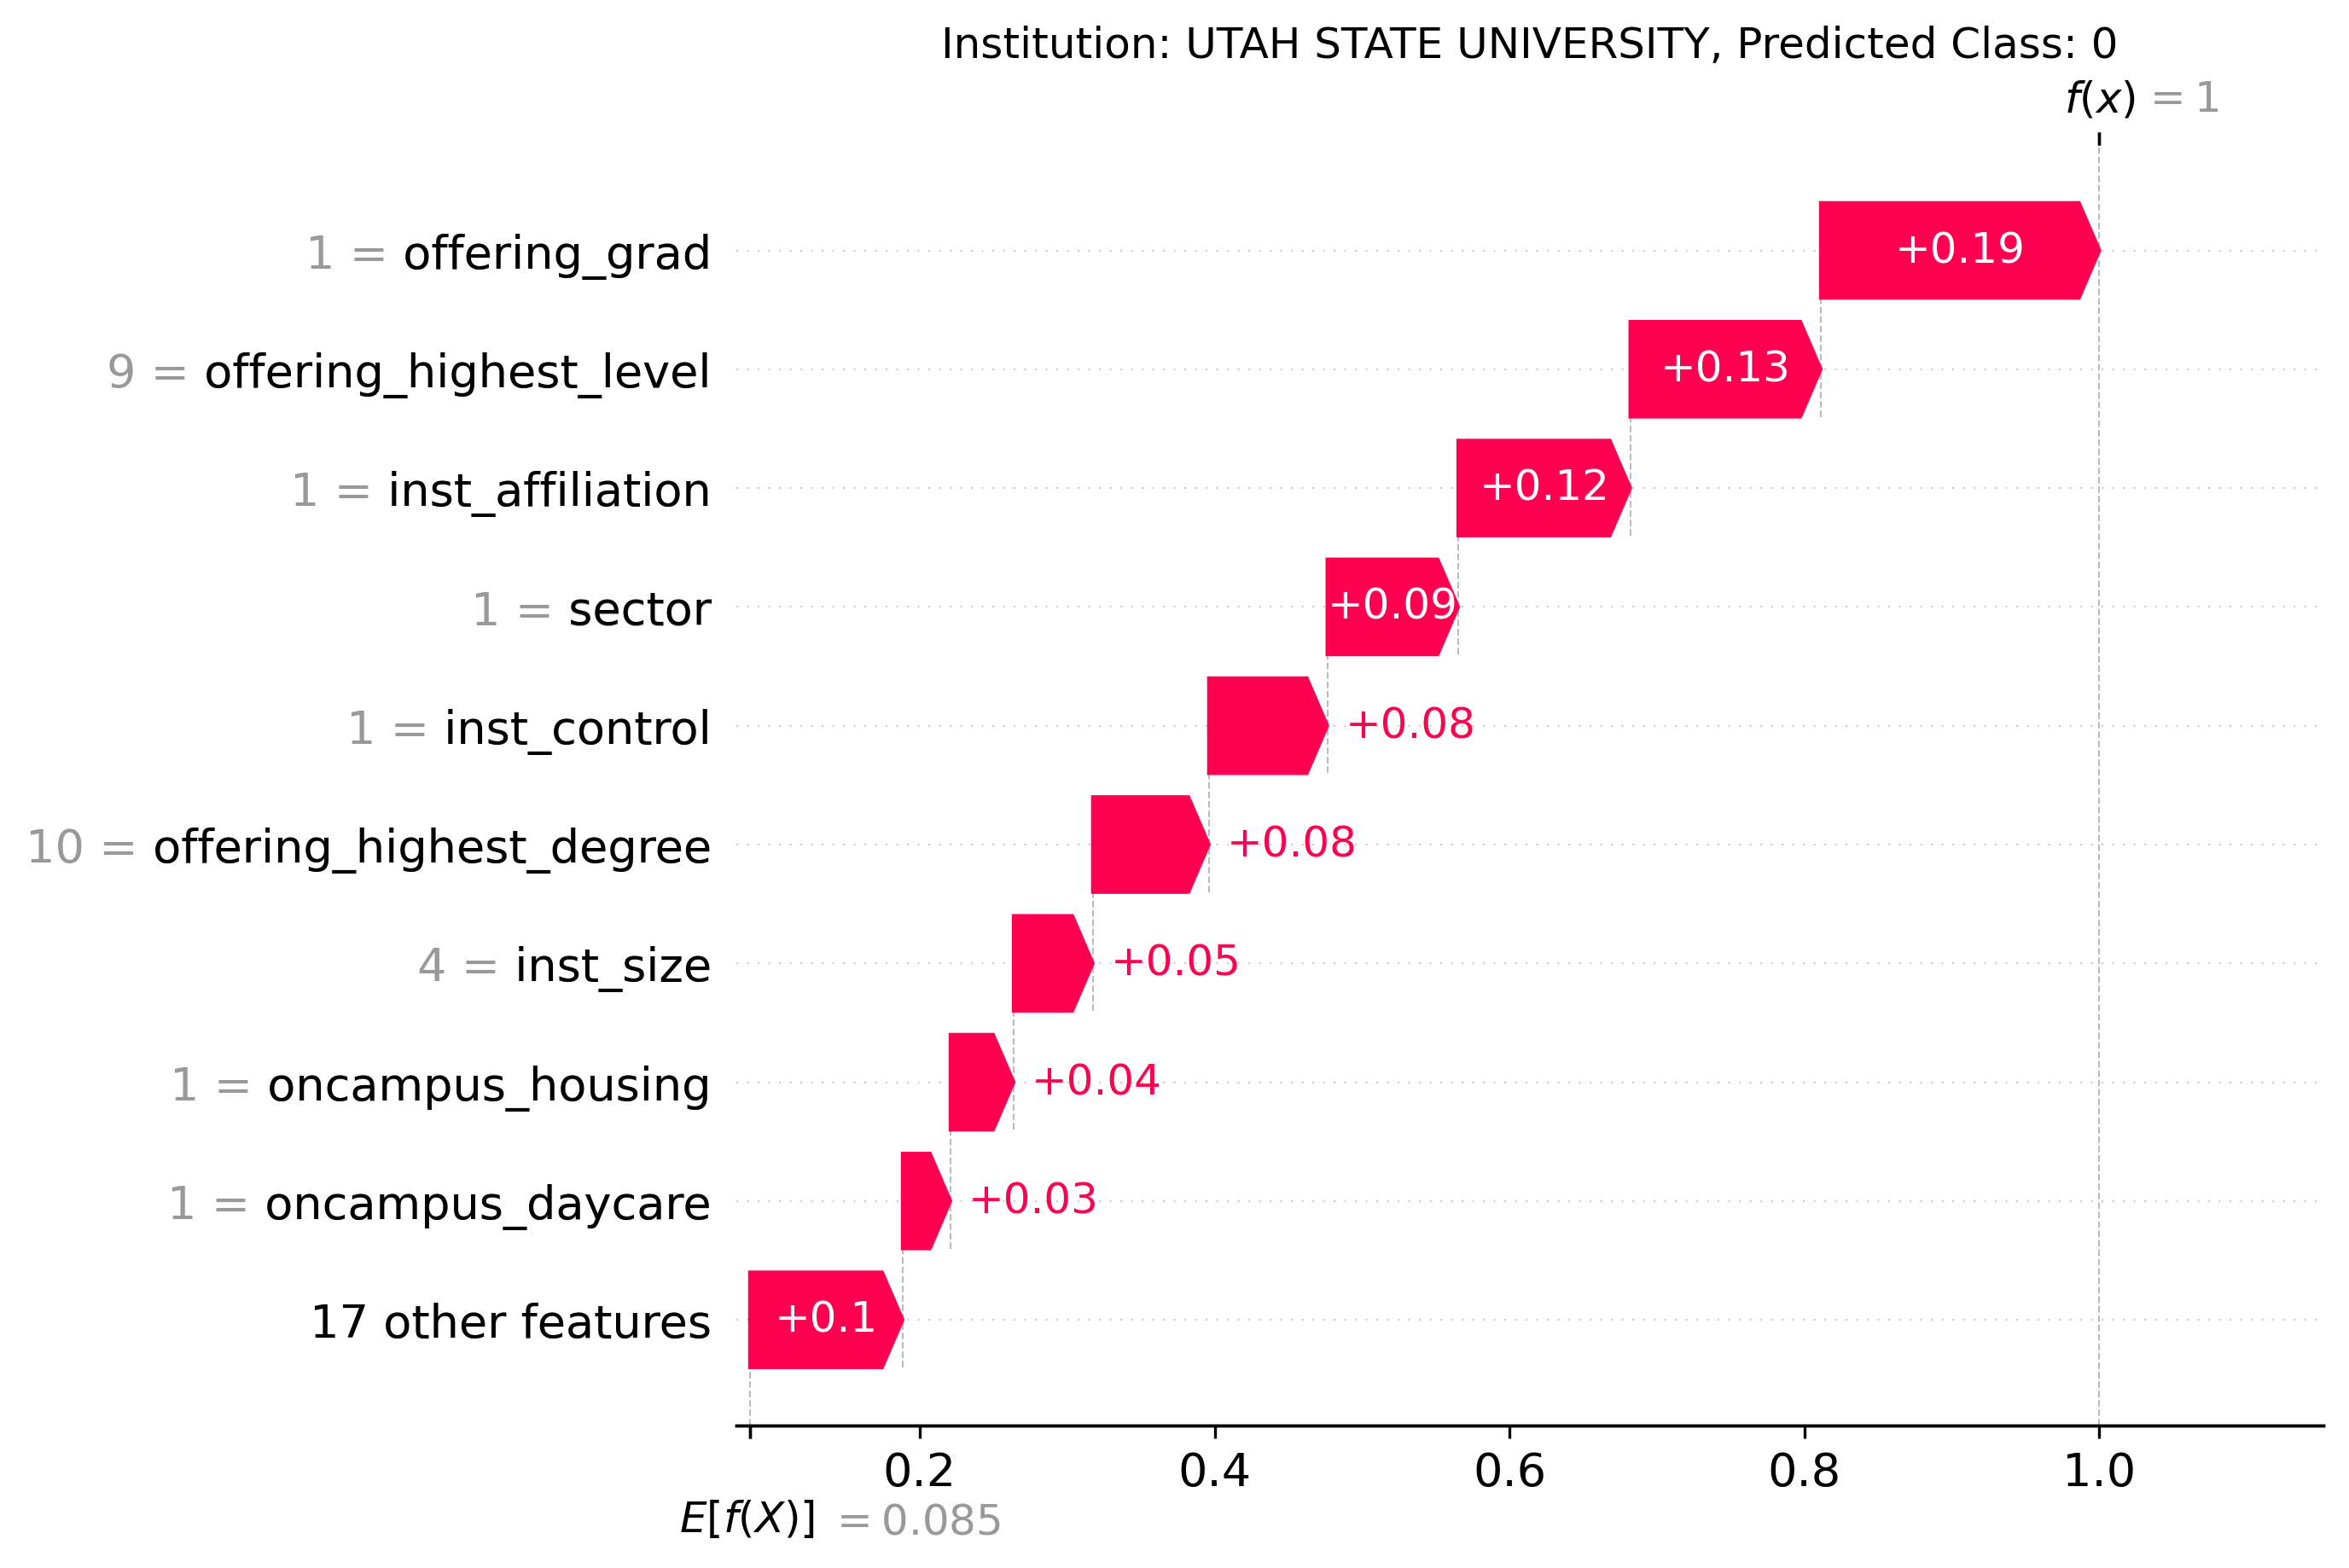 Institution: UTAH STATE UNIVERSITY, Predicted Class: 0
f(x) = 1
1 = offering_grad +0.19
9 = offering_highest_level +0.13
1 = inst_affiliation +0.12
1 = sector +0.09
1 = inst_control +0.08
10 = offering_highest_degree +0.08
4 = inst_size +0.05
1 = oncampus_housing +0.04
1 = oncampus_daycare +0.03
17 other features +0.1
0.2 0.4 0.6 0.8 1.0
E[f(X)] = 0.085